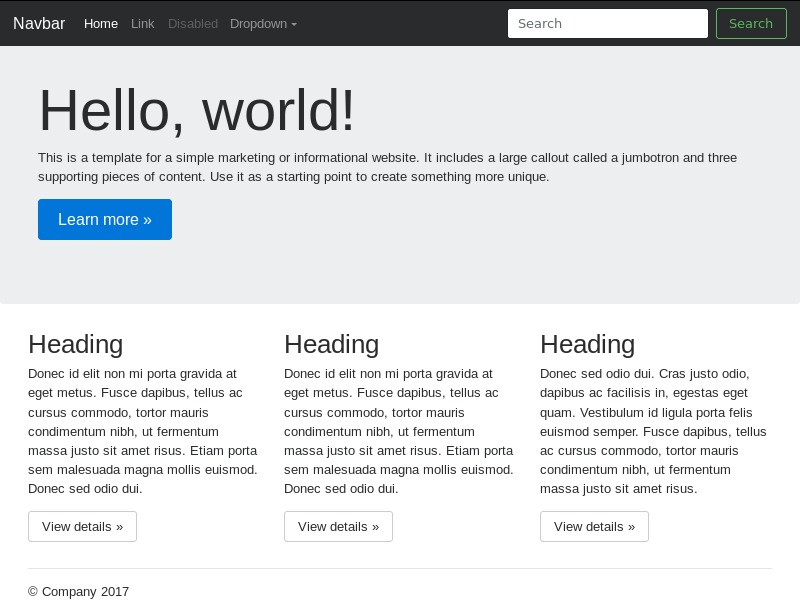 Navbar Home Link Disabled Dropdown Search Search
Hello, world!
This is a template for a simple marketing or informational website. It includes a large callout called a jumbotron and three
supporting pieces of content. Use it as a starting point to create something more unique.
Learn more »
Heading
Donec id elit non mi porta gravida at
eget metus. Fusce dapibus, tellus ac
cursus commodo, tortor mauris
condimentum nibh, ut fermentum
massa justo sit amet risus. Etiam porta
sem malesuada magna mollis euismod.
Donec sed odio dui.
View details »
Heading
Donec id elit non mi porta gravida at
eget metus. Fusce dapibus, tellus ac
cursus commodo, tortor mauris
condimentum nibh, ut fermentum
massa justo sit amet risus. Etiam porta
sem malesuada magna mollis euismod.
Donec sed odio dui.
View details »
Heading
Donec sed odio dui. Cras justo odio,
dapibus ac facilisis in, egestas eget
quam. Vestibulum id ligula porta felis
euismod semper. Fusce dapibus, tellus
ac cursus commodo, tortor mauris
condimentum nibh, ut fermentum
massa justo sit amet risus.
View details »
© Company 2017